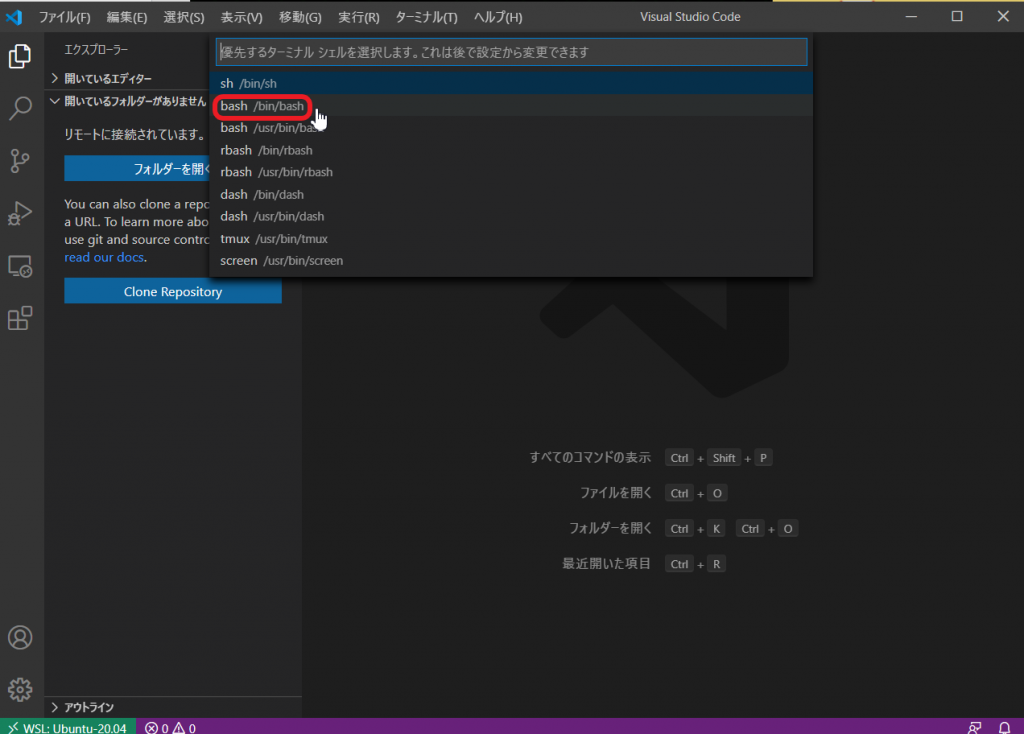 ファイル(F) 編集(E) 選択(S) 表示(V) 移動(G) 実行(R) ターミナル(T) ヘルプ(H) Visual Studio Code
エクスプローラー
開いているエディター
開いているフォルダーがありません
リモートに接続されています。
フォルダーを開く
You can also clone a repo
a URL. To learn more abo
use git and source contro
read our docs.
Clone Repository
優先するターミナル シェルを選択します。これは後で設定から変更できます
sh /bin/sh
bash /bin/bash
bash /usr/bin/bash
rbash /bin/rbash
rbash /usr/bin/rbash
dash /bin/dash
dash /usr/bin/dash
tmux /usr/bin/tmux
screen /usr/bin/screen
すべてのコマンドの表示 Ctrl + Shift + P
ファイルを開く Ctrl + O
フォルダーを開く Ctrl + K Ctrl + O
最近開いた項目 Ctrl + R
アウトライン
WSL: Ubuntu-20.04 0 0